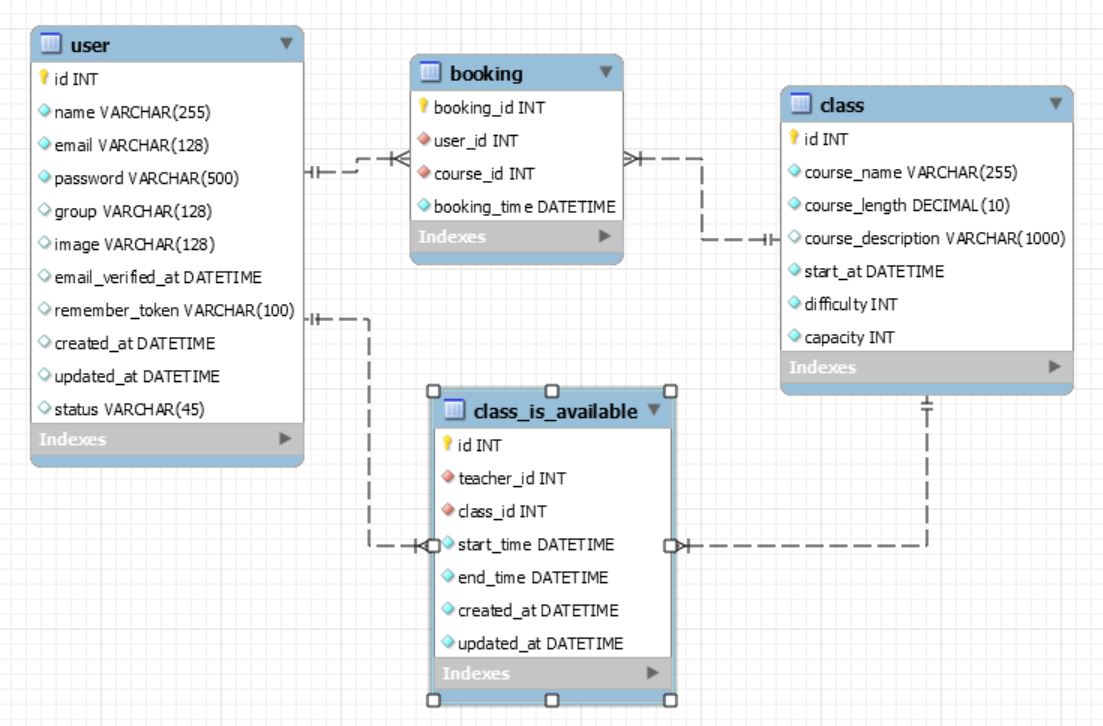 user
id INT
name VARCHAR(255)
email VARCHAR(128)
password VARCHAR(500)
group VARCHAR(128)
image VARCHAR(128)
email_verified_at DATETIME
remember_token VARCHAR(100)
created_at DATETIME
updated_at DATETIME
status VARCHAR(45)
Indexes
booking
booking_id INT
user_id INT
course_id INT
booking_time DATETIME
Indexes
class
id INT
course_name VARCHAR(255)
course_length DECIMAL(10)
course_description VARCHAR(1000)
start_at DATETIME
difficulty INT
capacity INT
Indexes
class_is_available
id INT
teacher_id INT
class_id INT
start_time DATETIME
end_time DATETIME
created_at DATETIME
updated_at DATETIME
Indexes